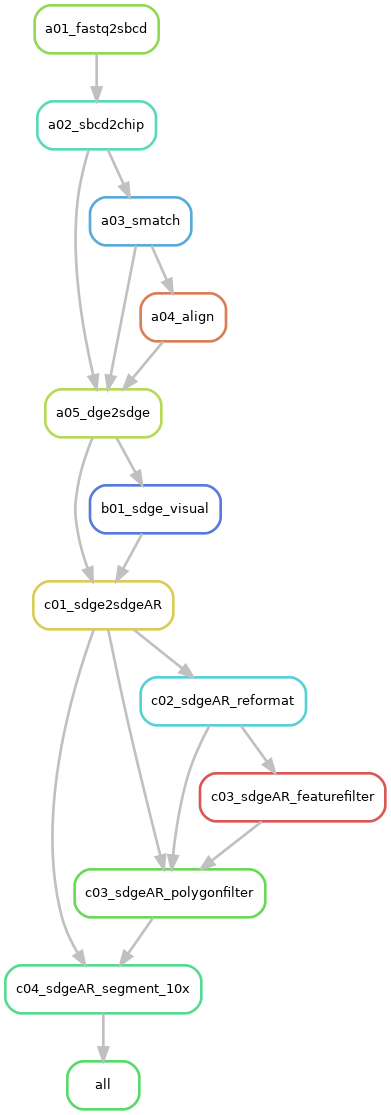 a01_fastq2sbcd
a02_sbcd2chip
a03_smatch
a04_align
a05_dge2sdge
b01_sdge_visual
c01_sdge2sdgeAR
c02_sdgeAR_reformat
c03_sdgeAR_featurefilter
c03_sdgeAR_polygonfilter
c04_sdgeAR_segment_10x
all